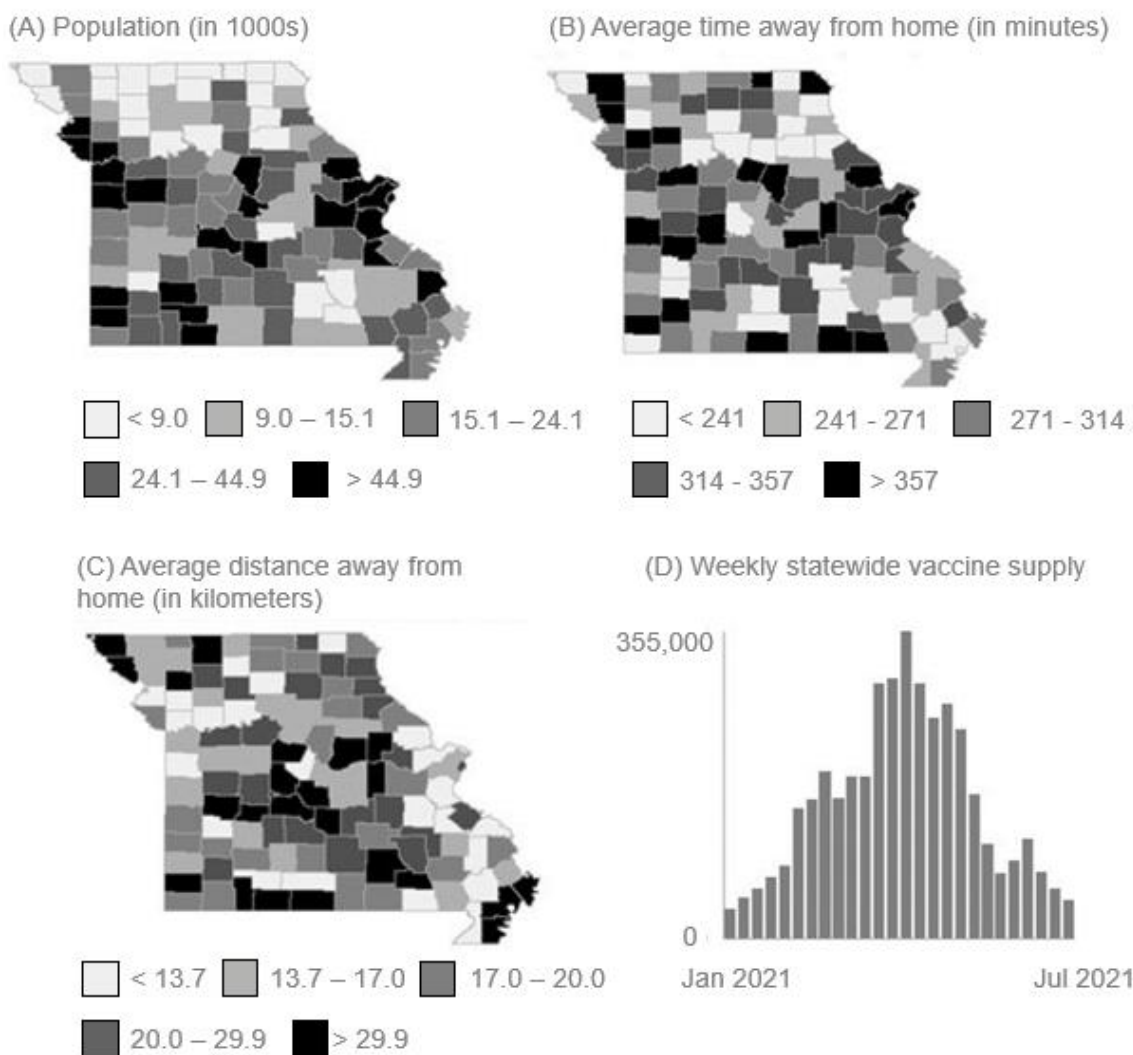 (A) Population (in 1000s)
(B) Average time away from home (in minutes)
< 9.0 9.0 – 15.1 15.1 – 24.1
24.1 – 44.9 > 44.9
< 241 241 - 271 271 - 314
314 - 357 > 357
(C) Average distance away from
home (in kilometers)
< 13.7 13.7 – 17.0 17.0 – 20.0
20.0 – 29.9 > 29.9
(D) Weekly statewide vaccine supply
355,000
0
Jan 2021 Jul 2021